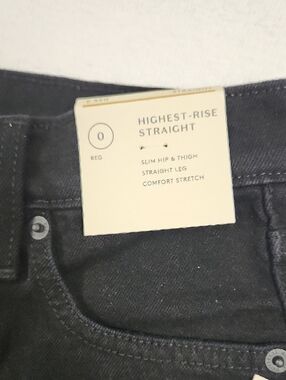 HIGHEST-RISE
STRAIGHT
0
REG
SLIM HIP & THIGH
STRAIGHT LEG
COMFORT STRETCH